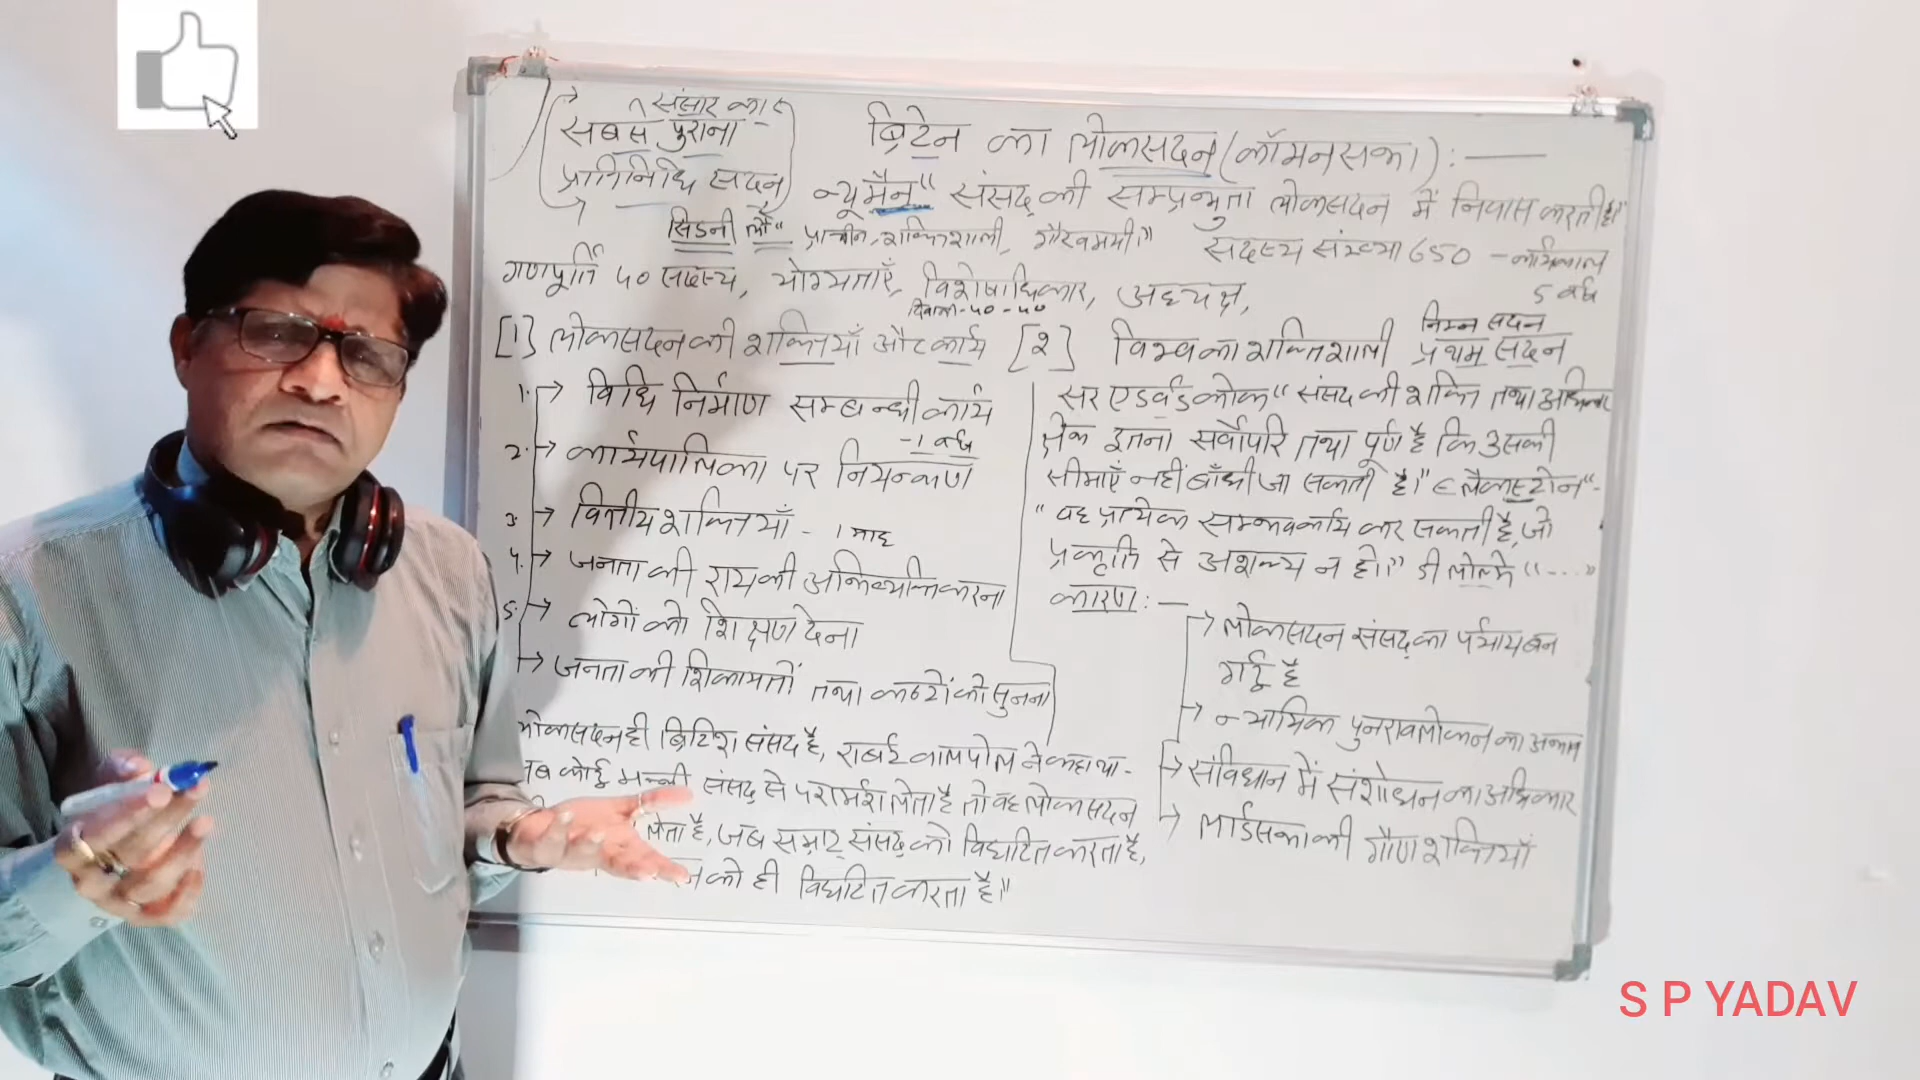 संसार का
सबसे पुराना
प्रतिनिधि सदन
ब्रिटेन का लोकसदन (कॉमनसभा) : —
न्यूमैन" संसद् की सम्प्रभुता लोकसदन में निवास करती है।"
सिडनी लौ" प्राचीन, शक्तिशाली, गौरवमयी।" सदस्य संख्या 650 – कार्यकाल
5 वर्ष
गणपूर्ति ४० सदस्य, योग्यताएँ, विशेषाधिकार, अध्यक्ष,
[1] लोकसदन की शक्तियाँ और कार्य
1. → विधि निर्माण सम्बन्धी कार्य
– 1 वर्ष
2. → कार्यपालिका पर नियन्त्रण
3. → वित्तीय शक्तियाँ – 1 माह
4. → जनता की राय की अभिव्यक्ति करना
5. → लोगों को शिक्षण देना
→ जनता की शिकायतों तथा कष्टों को सुनना
लोकसदन ही ब्रिटिश संसद है, राबर्ट वालपोल ने कहा था -
जब कोई मन्त्री संसद् से परामर्श लेता है तो वह लोकसदन
लेता है, जब सम्राट् संसद् को विघटित करता है,
को ही विघटित करता है।"
निम्न सदन
[२] विश्व का शक्तिशाली प्रथम सदन
सर एडवर्ड कोक" संसद की शक्ति तथा अधिकार
क्षेत्र इतना सर्वोपरि तथा पूर्ण है कि उसकी
सीमाएँ नहीं बाँधी जा सकती है।" ब्लैकस्टोन" -
" वह प्रत्येक सम्भव कार्य कर सकती है, जो
प्रकृति से अशक्य न हो।" डी लोल्मे "...."
कारण : —
→ लोकसदन संसद् का पर्याय बन
गई है
→ न्यायिक पुनरावलोकन का अभाव
→ संविधान में संशोधन का अधिकार
→ लार्डसभा की गौण शक्तियाँ
S P YADAV